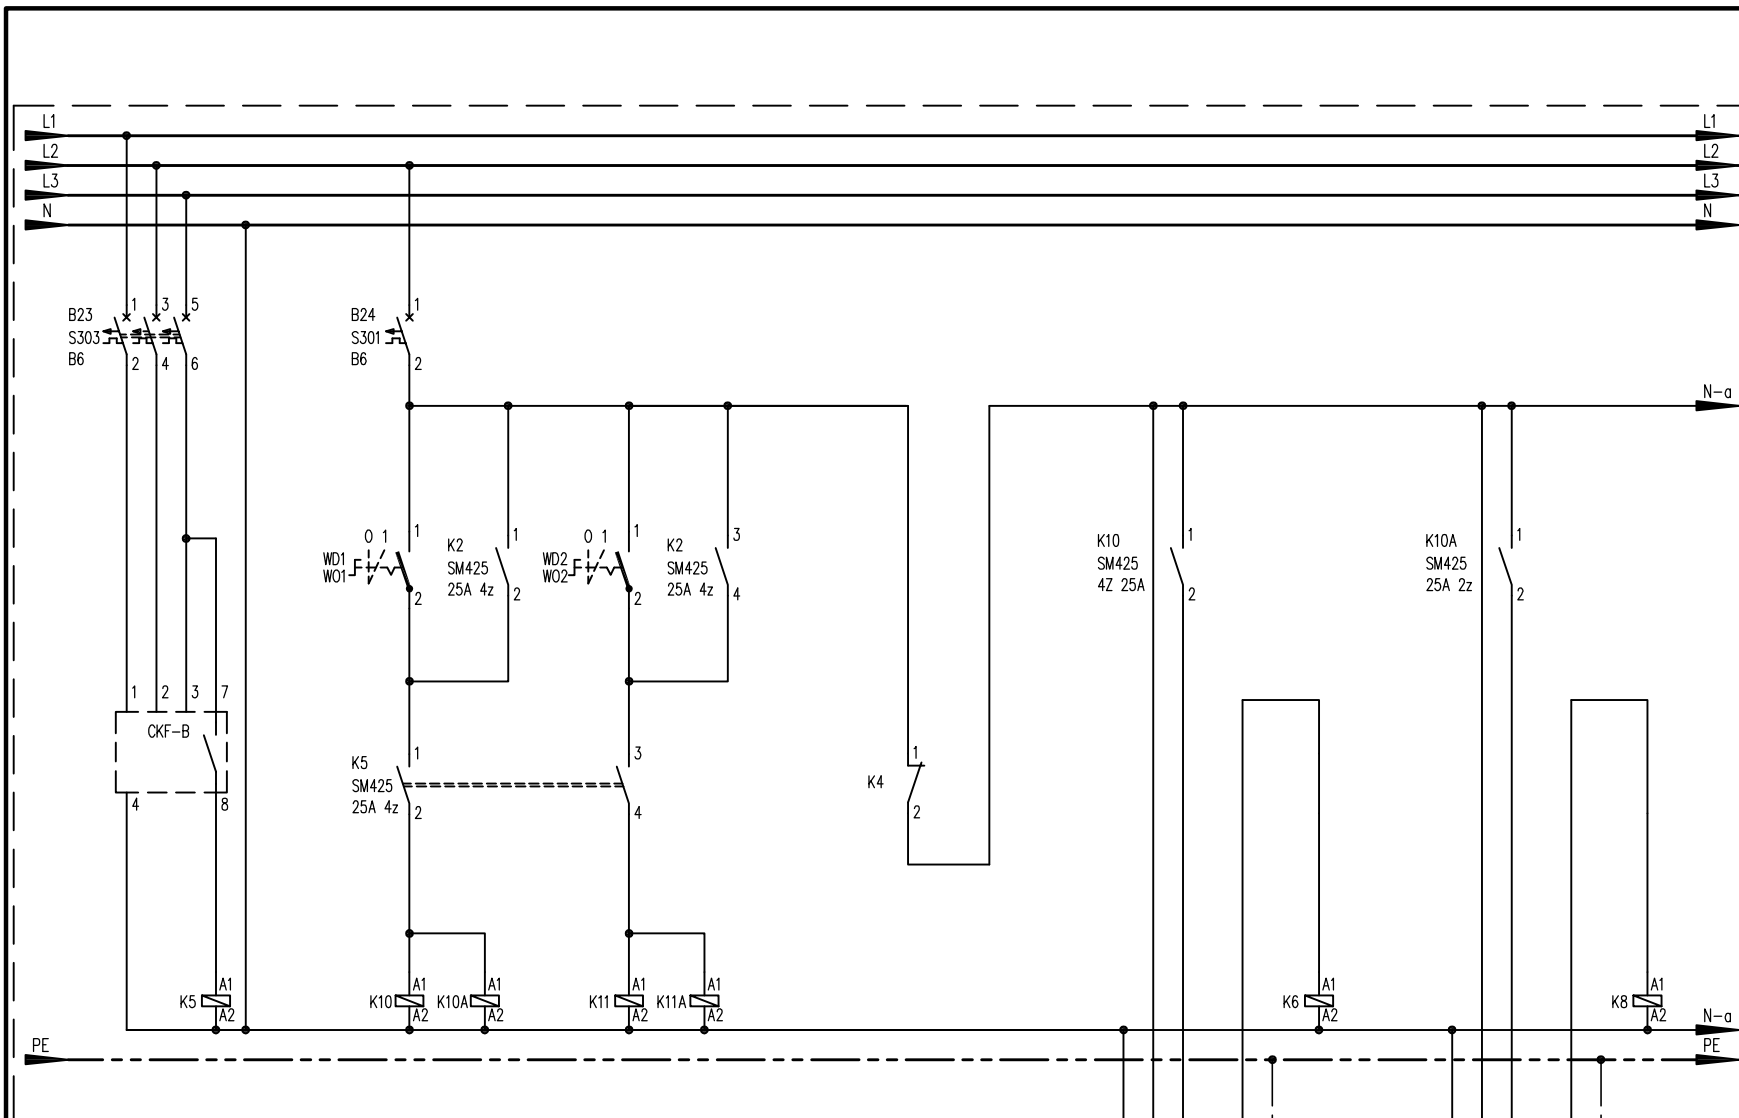 L1
L1
L2
L2
L3
L3
N
N
B23
S303
B6
1
3
5
2
4
6
B24
S301
B6
1
2
N-a
WD1
WO1
0 1
1
2
K2
SM425
25A 4z
1
2
WD2
WO2
0 1
1
2
K2
SM425
25A 4z
3
4
K10
SM425
4Z 25A
1
2
K10A
SM425
25A 2z
1
2
1
2
3
7
CKF-B
4
8
K5
SM425
25A 4z
1
2
3
4
K4
1
2
K5
A1
A2
K10
A1
A2
K10A
A1
A2
K11
A1
A2
K11A
A1
A2
K6
A1
A2
K8
A1
A2
N-a
PE
PE